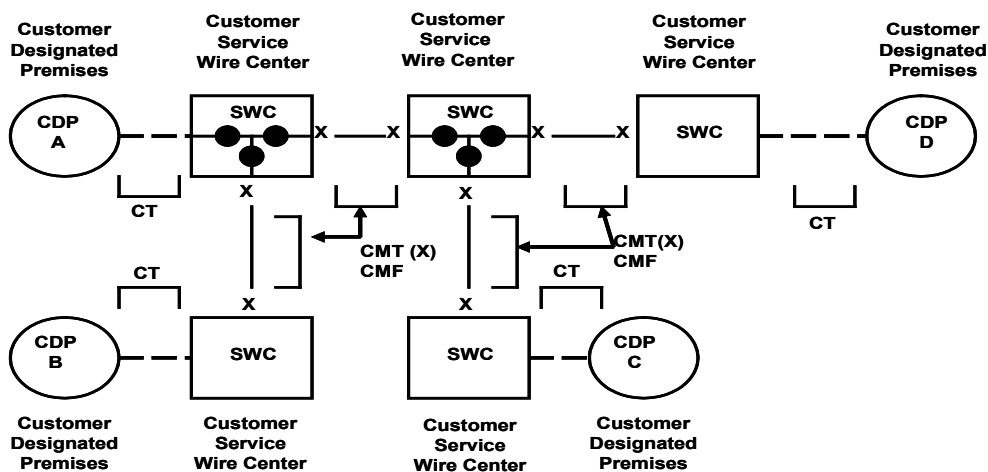 Customer
Designated
Premises
Customer
Service
Wire Center
Customer
Service
Wire Center
Customer
Service
Wire Center
Customer
Designated
Premises
CDP
A
SWC
X
X
SWC
X
X
SWC
CDP
D
CT
X
X
CT
CMT (X)
CMF
CMT(X)
CMF
CT
CT
X
X
CDP
B
SWC
SWC
CDP
C
Customer
Designated
Premises
Customer
Service
Wire Center
Customer
Service
Wire Center
Customer
Designated
Premises